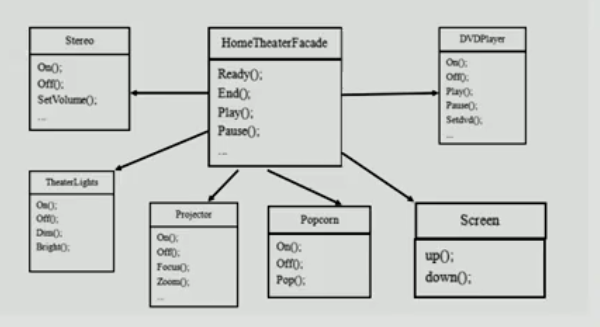 Stereo
On();
Off();
SetVolume();
...
HomeTheaterFacade
Ready();
End();
Play();
Pause();
...
DVDPlayer
On();
Off();
Play();
Pause();
Setdvd();
...
TheaterLights
On();
Off();
Dim();
Bright();
Projector
On();
Off();
Focus();
Zoom();
...
Popcorn
On();
Off();
Pop();
Screen
up();
down();